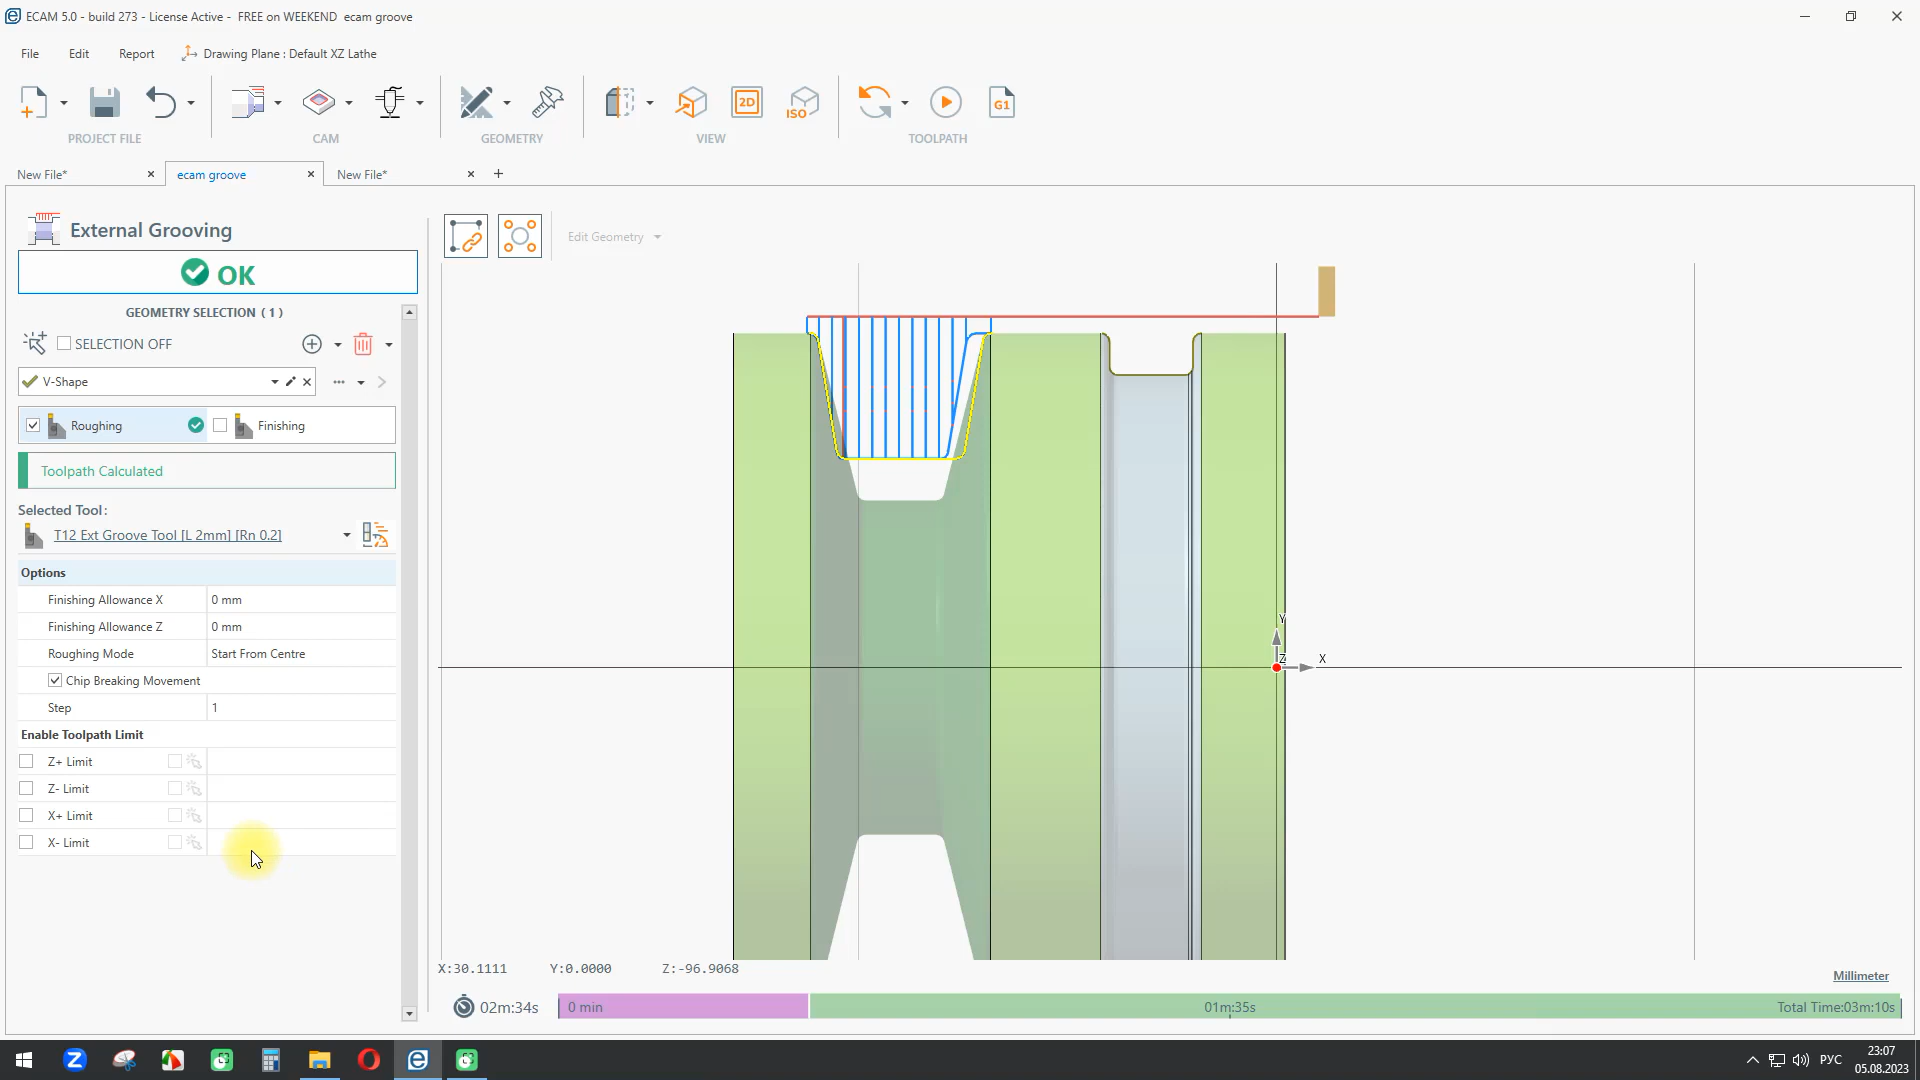 ECAM 5.0 - build 273 - License Active - FREE on WEEKEND ecam groove
File Edit Report Drawing Plane : Default XZ Lathe
2D ISO G1
PROJECT FILE CAM GEOMETRY VIEW TOOLPATH
New File* ecam groove New File*
External Grooving
Edit Geometry
OK
GEOMETRY SELECTION ( 1 )
SELECTION OFF
V-Shape
Roughing Finishing
Toolpath Calculated
Selected Tool:
T12 Ext Groove Tool [L 2mm] [Rn 0.2]
Options
Finishing Allowance X 0 mm
Finishing Allowance Z 0 mm
Roughing Mode Start From Centre
Chip Breaking Movement
Step 1
Enable Toolpath Limit
Z+ Limit
Z- Limit
X+ Limit
X- Limit
Y
Z X
X:30.1111 Y:0.0000 Z:-96.9068
Millimeter
02m:34s 0 min 01m:35s Total Time:03m:10s
РУС
23:07
05.08.2023